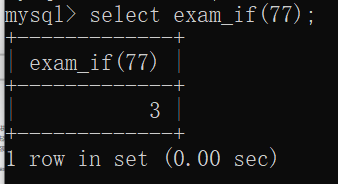 mysql> select exam_if(77);
+-------------+
| exam_if(77) |
+-------------+
|           3 |
+-------------+
1 row in set (0.00 sec)